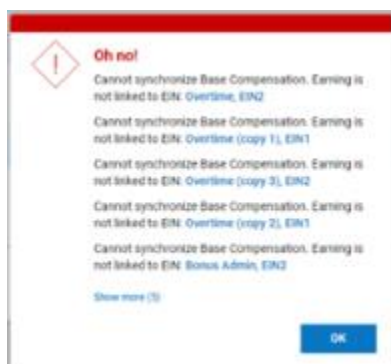 Oh no!
Cannot synchronize Base Compensation. Earning is
not linked to EIN: Overtime, EIN2
Cannot synchronize Base Compensation. Earning is
not linked to EIN: Overtime (copy 1), EIN1
Cannot synchronize Base Compensation. Earning is
not linked to EIN: Overtime (copy 3), EIN2
Cannot synchronize Base Compensation. Earning is
not linked to EIN: Overtime (copy 2), EIN1
Cannot synchronize Base Compensation. Earning is
not linked to EIN: Bonus Admin, EIN2
Show more (5)
OK